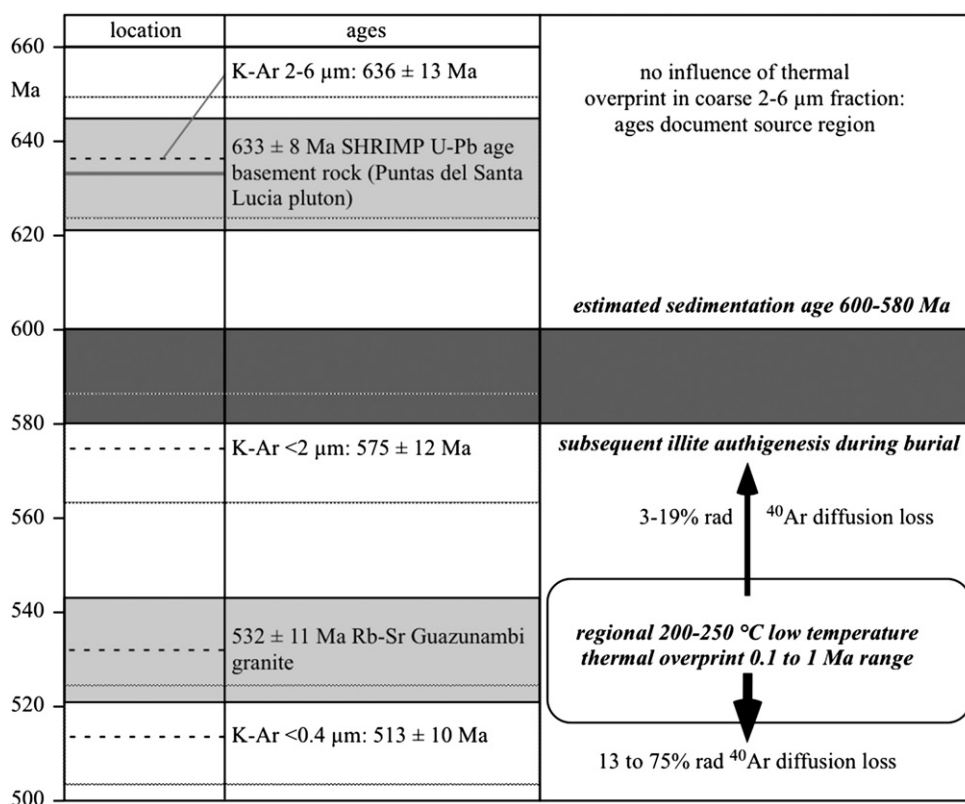 location
ages
660
Ma
640
620
600
580
560
540
520
500
K-Ar 2-6 µm: 636 ± 13 Ma
633 ± 8 Ma SHRIMP U-Pb age
basement rock (Puntas del Santa
Lucia pluton)
K-Ar <2 µm: 575 ± 12 Ma
532 ± 11 Ma Rb-Sr Guazunambi
granite
K-Ar <0.4 µm: 513 ± 10 Ma
no influence of thermal
overprint in coarse 2-6 µm fraction:
ages document source region
estimated sedimentation age 600-580 Ma
subsequent illite authigenesis during burial
3-19% rad ⁴⁰Ar diffusion loss
regional 200-250 °C low temperature
thermal overprint 0.1 to 1 Ma range
13 to 75% rad ⁴⁰Ar diffusion loss